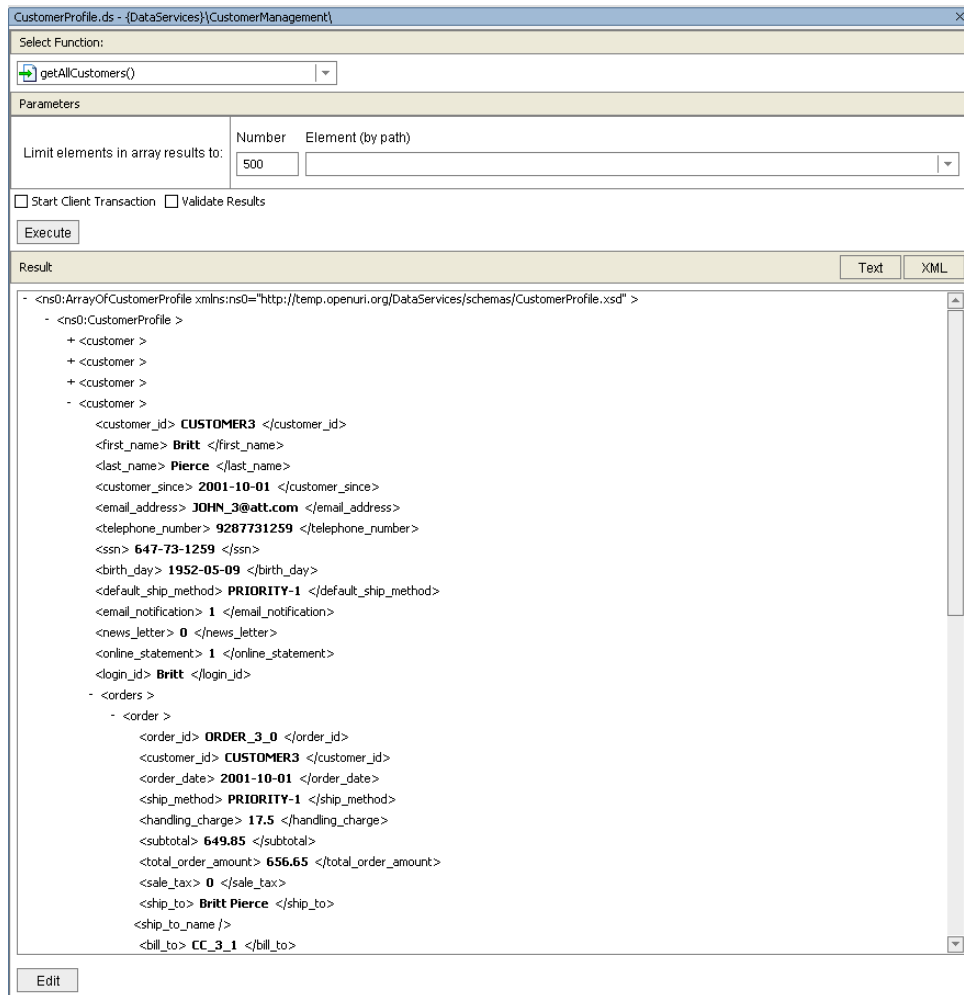 CustomerProfile.ds - {DataServices}\CustomerManagement\
Select Function:
getAllCustomers()
Parameters
Number Element (by path)
Limit elements in array results to:
500
Start Client Transaction Validate Results
Execute
Result Text XML
- <ns0:ArrayOfCustomerProfile xmlns:ns0="http://temp.openuri.org/DataServices/schemas/CustomerProfile.xsd" >
- <ns0:CustomerProfile >
+ <customer >
+ <customer >
+ <customer >
- <customer >
<customer_id> CUSTOMER3 </customer_id>
<first_name> Britt </first_name>
<last_name> Pierce </last_name>
<customer_since> 2001-10-01 </customer_since>
<email_address> JOHN_3@att.com </email_address>
<telephone_number> 9287731259 </telephone_number>
<ssn> 647-73-1259 </ssn>
<birth_day> 1952-05-09 </birth_day>
<default_ship_method> PRIORITY-1 </default_ship_method>
<email_notification> 1 </email_notification>
<news_letter> 0 </news_letter>
<online_statement> 1 </online_statement>
<login_id> Britt </login_id>
- <orders >
- <order >
<order_id> ORDER_3_0 </order_id>
<customer_id> CUSTOMER3 </customer_id>
<order_date> 2001-10-01 </order_date>
<ship_method> PRIORITY-1 </ship_method>
<handling_charge> 17.5 </handling_charge>
<subtotal> 649.85 </subtotal>
<total_order_amount> 656.65 </total_order_amount>
<sale_tax> 0 </sale_tax>
<ship_to> Britt Pierce </ship_to>
<ship_to_name />
<bill_to> CC_3_1 </bill_to>
Edit